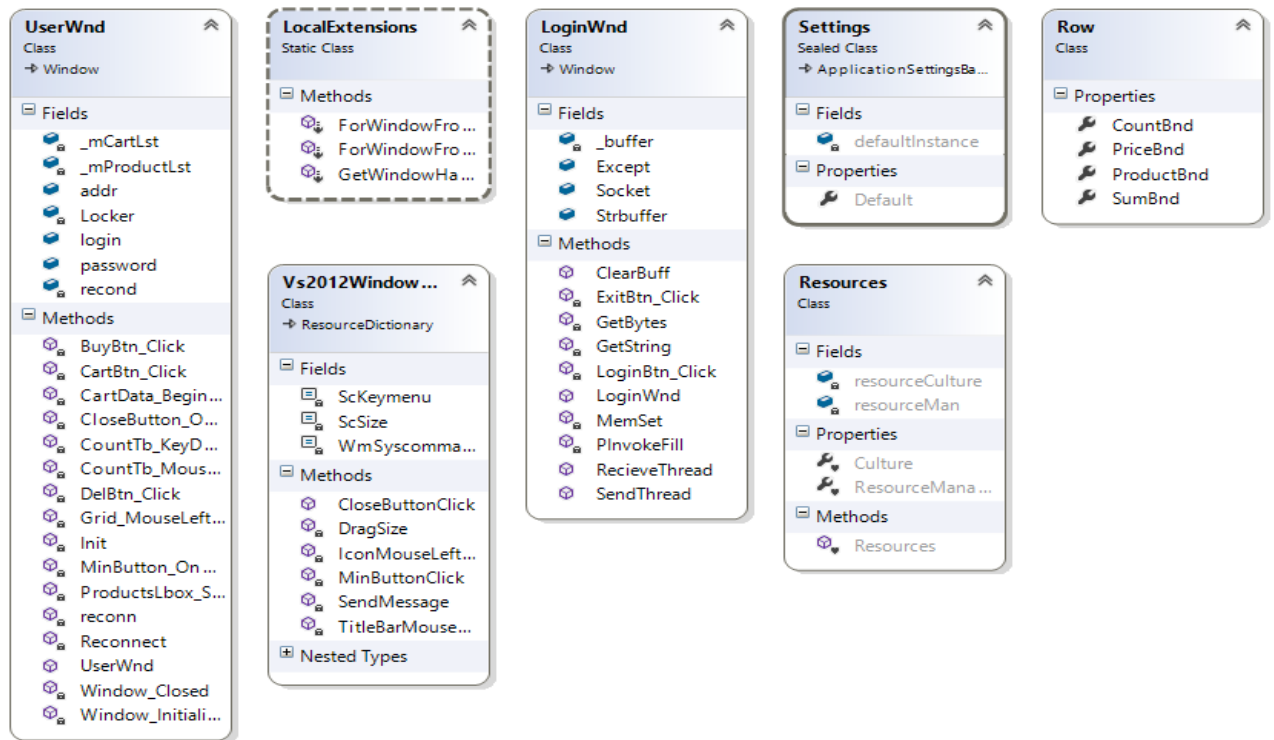 UserWnd
Class
Window
Fields
_mCartLst
_mProductLst
addr
Locker
login
password
recond
Methods
BuyBtn_Click
CartBtn_Click
CartData_Begin...
CloseButton_O...
CountTb_KeyD...
CountTb_Mous...
DelBtn_Click
Grid_MouseLeft...
Init
MinButton_On...
ProductsLbox_S...
reconn
Reconnect
UserWnd
Window_Closed
Window_Initiali...
LocalExtensions
Static Class
Methods
ForWindowFro...
ForWindowFro...
GetWindowHa...
Vs2012Window...
Class
ResourceDictionary
Fields
ScKeymenu
ScSize
WmSyscomma...
Methods
CloseButtonClick
DragSize
IconMouseLeft...
MinButtonClick
SendMessage
TitleBarMouse...
Nested Types
LoginWnd
Class
Window
Fields
_buffer
Except
Socket
Strbuffer
Methods
ClearBuff
ExitBtn_Click
GetBytes
GetString
LoginBtn_Click
LoginWnd
MemSet
PInvokeFill
RecieveThread
SendThread
Settings
Sealed Class
ApplicationSettingsBa...
Fields
defaultInstance
Properties
Default
Resources
Class
Fields
resourceCulture
resourceMan
Properties
Culture
ResourceMana...
Methods
Resources
Row
Class
Properties
CountBnd
PriceBnd
ProductBnd
SumBnd